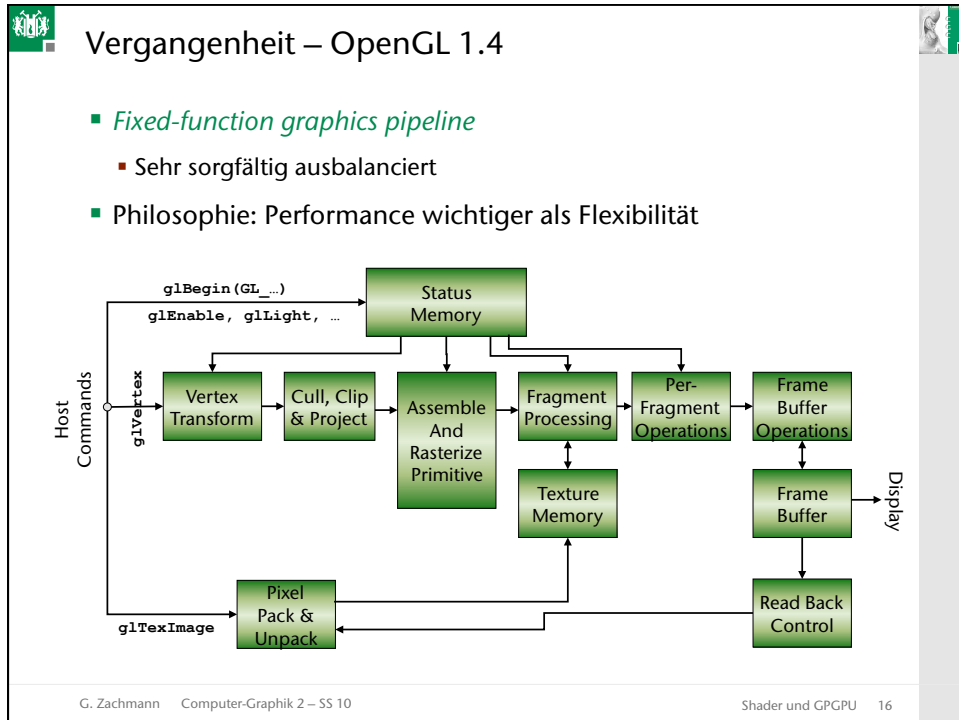 Vergangenheit – OpenGL 1.4
Fixed-function graphics pipeline
Sehr sorgfältig ausbalanciert
Philosophie: Performance wichtiger als Flexibilität
glBegin(GL_…)
glEnable, glLight, …
Status
Memory
Host
Commands
glVertex
Vertex
Transform
Cull, Clip
& Project
Assemble
And
Rasterize
Primitive
Fragment
Processing
Per-
Fragment
Operations
Frame
Buffer
Operations
Texture
Memory
Frame
Buffer
Display
glTexImage
Pixel
Pack &
Unpack
Read Back
Control
G. Zachmann Computer-Graphik 2 – SS 10
Shader und GPGPU 16